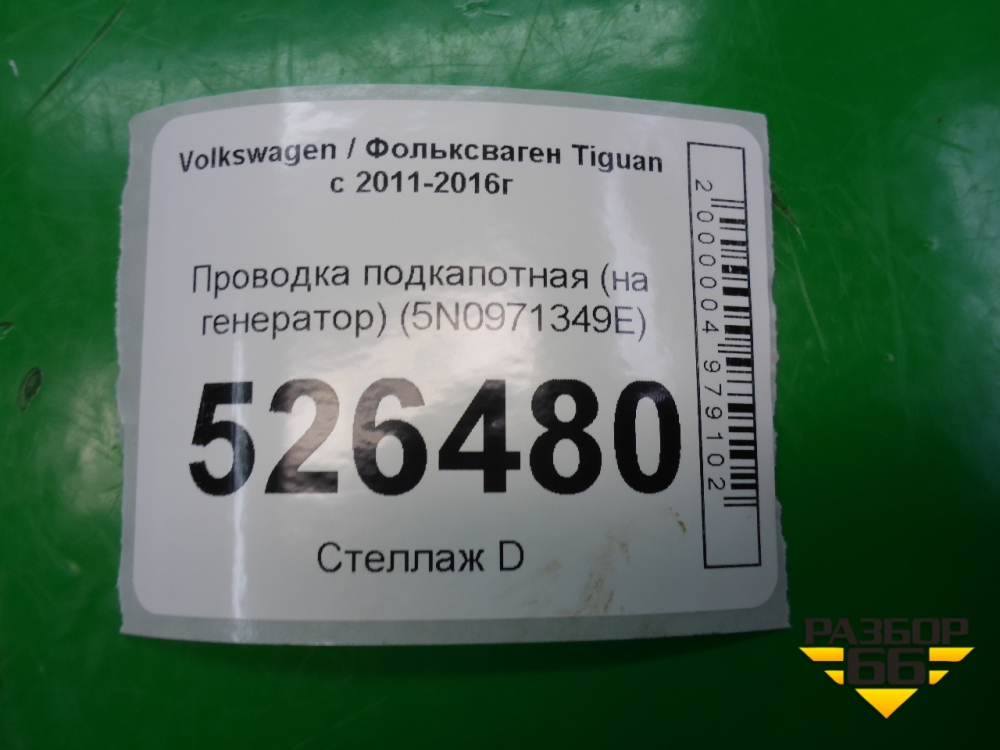 Volkswagen / Фольксваген Tiguan
с 2011-2016г
Проводка подкапотная (на
генератор) (5N0971349E)
526480
Стеллаж D
2000004979102
РАЗБОР
66